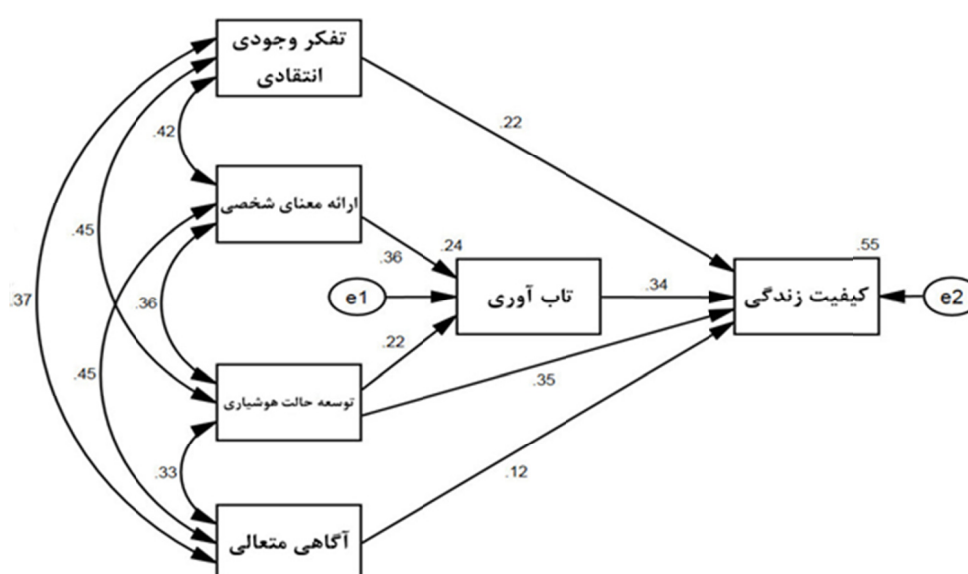 تفکر وجودی
انتقادی
.22
.42
ارائه معنای شخصی
.45
.36
.24
.55
.37
.36
e1
تاب آوری
.34
کیفیت زندگی
e2
.22
.45
توسعه حالت هوشیاری
.35
.33
.12
آگاهی متعالی